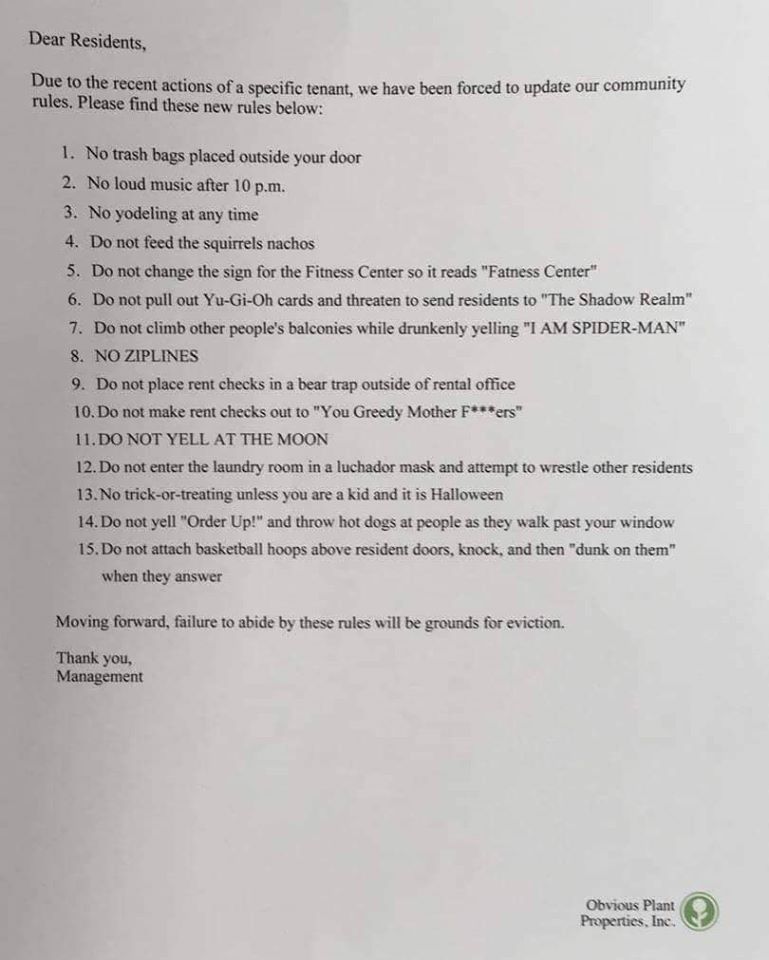 Dear Residents,
Due to the recent actions of a specific tenant, we have been forced to update our community
rules. Please find these new rules below:
1. No trash bags placed outside your door
2. No loud music after 10 p.m.
3. No yodeling at any time
4. Do not feed the squirrels nachos
5. Do not change the sign for the Fitness Center so it reads "Fatness Center"
6. Do not pull out Yu-Gi-Oh cards and threaten to send residents to "The Shadow Realm"
7. Do not climb other people's balconies while drunkenly yelling "I AM SPIDER-MAN"
8. NO ZIPLINES
9. Do not place rent checks in a bear trap outside of rental office
10. Do not make rent checks out to "You Greedy Mother F***ers"
11. DO NOT YELL AT THE MOON
12. Do not enter the laundry room in a luchador mask and attempt to wrestle other residents
13. No trick-or-treating unless you are a kid and it is Halloween
14. Do not yell "Order Up!" and throw hot dogs at people as they walk past your window
15. Do not attach basketball hoops above resident doors, knock, and then "dunk on them"
when they answer
Moving forward, failure to abide by these rules will be grounds for eviction.
Thank you,
Management
Obvious Plant
Properties, Inc.